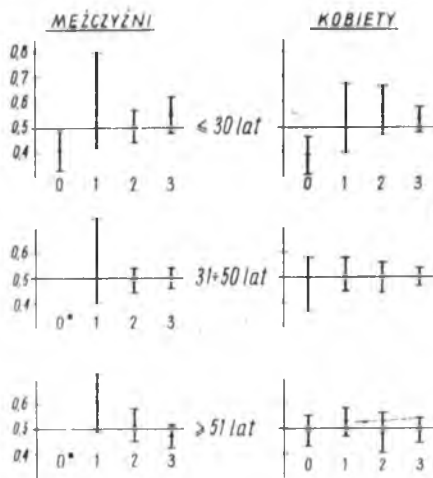 MĘŻCZYŹNI KOBIETY
0,8
0,7
0,6
0,5 ≤ 30 lat
0,4
0 1 2 3 0 1 2 3
0,6
0,5 31÷50 lat
0,4
0* 1 2 3 0 1 2 3
0,6
0,5 ≥ 51 lat
0,4
0* 1 2 3 0 1 2 3